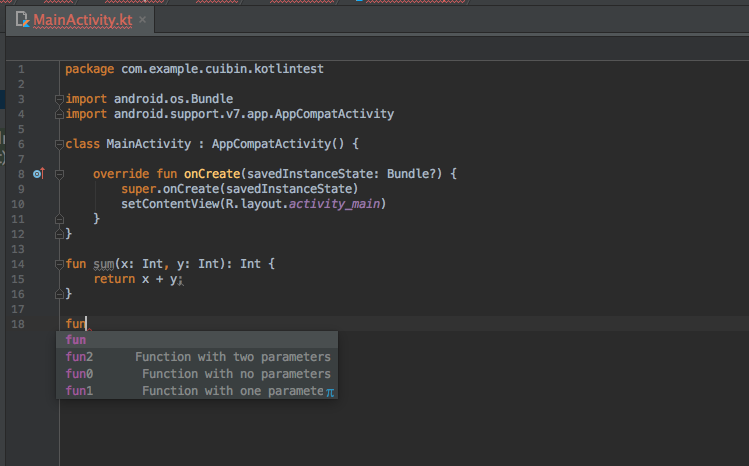 MainActivity.kt ×
1 package com.example.cuibin.kotlintest
2
3 import android.os.Bundle
4 import android.support.v7.app.AppCompatActivity
5
6 class MainActivity : AppCompatActivity() {
7
8 override fun onCreate(savedInstanceState: Bundle?) {
9 super.onCreate(savedInstanceState)
10 setContentView(R.layout.activity_main)
11 }
12 }
13
14 fun sum(x: Int, y: Int): Int {
15 return x + y;
16 }
17
18 fun
fun
fun2 Function with two parameters
fun0 Function with no parameters
fun1 Function with one paramete π